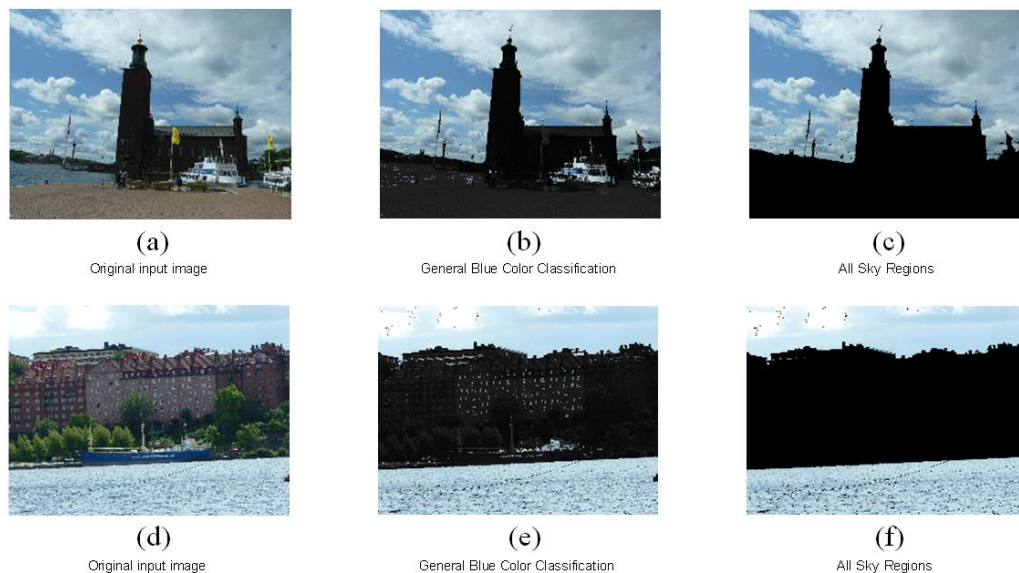 (a) (b) (c)
Original input image General Blue Color Classification All Sky Regions
(d) (e) (f)
Original input image General Blue Color Classification All Sky Regions